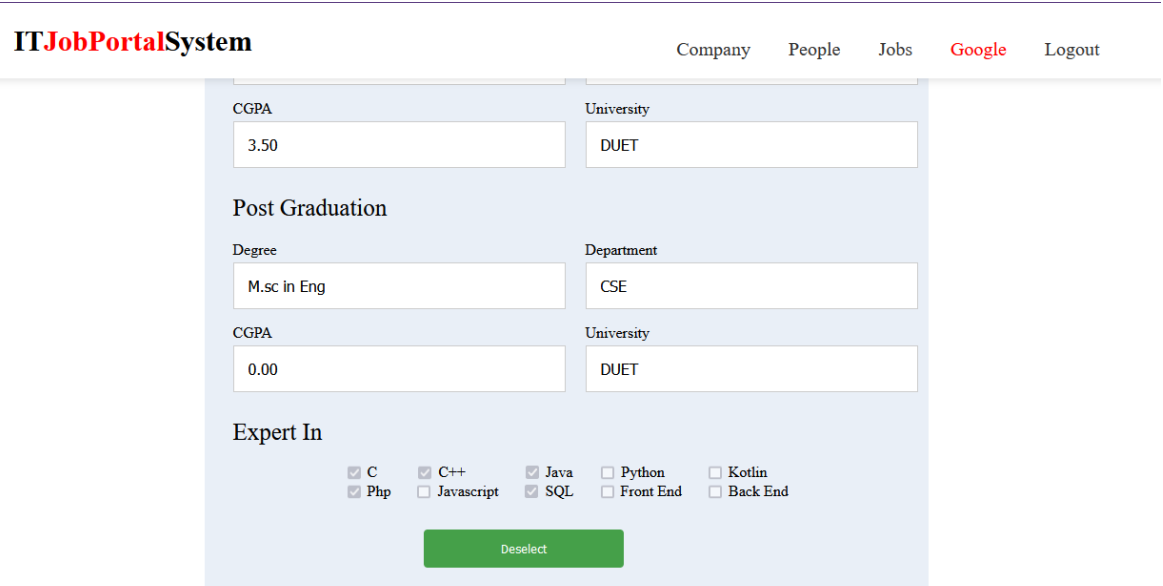 ITJobPortalSystem
Company People Jobs Google Logout
CGPA University
3.50 DUET
Post Graduation
Degree Department
M.sc in Eng CSE
CGPA University
0.00 DUET
Expert In
C C++ Java Python Kotlin
Php Javascript SQL Front End Back End
Deselect